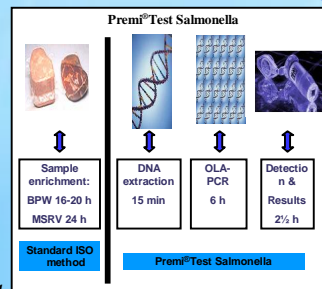 Premi®Test Salmonella
Sample
enrichment:
BPW 16-20 h
MSRV 24 h
DNA
extraction
15 min
OLA-
PCR
6 h
Detectio
n &
Results
2½ h
Standard ISO
method
Premi®Test Salmonella